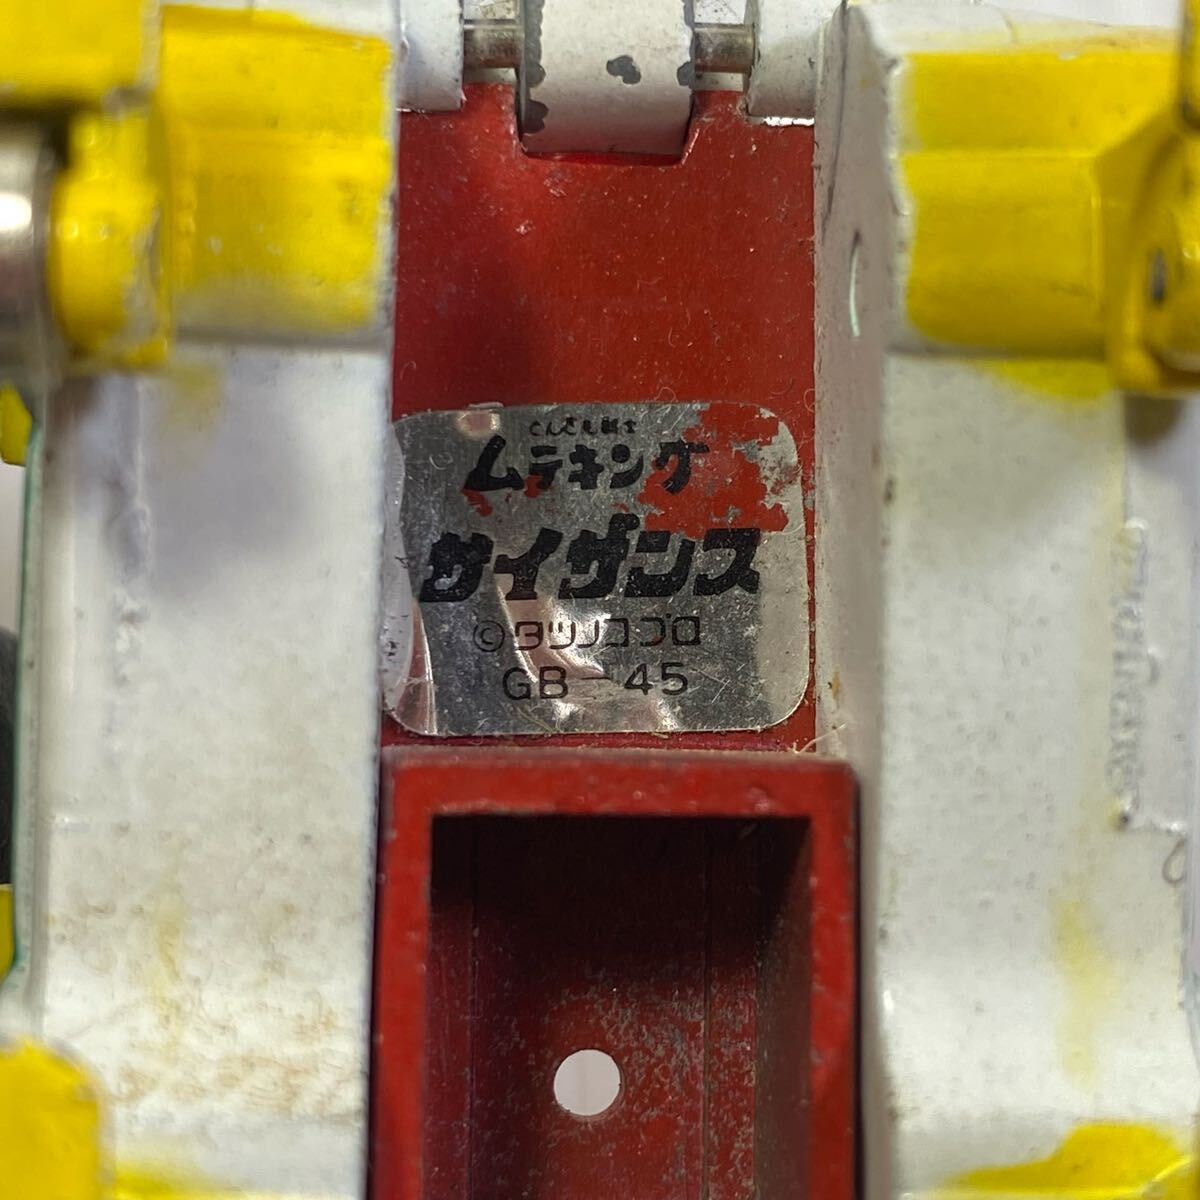 とんでも戦士
ムテキング
サイザンス
©タツノコプロ
GB-45